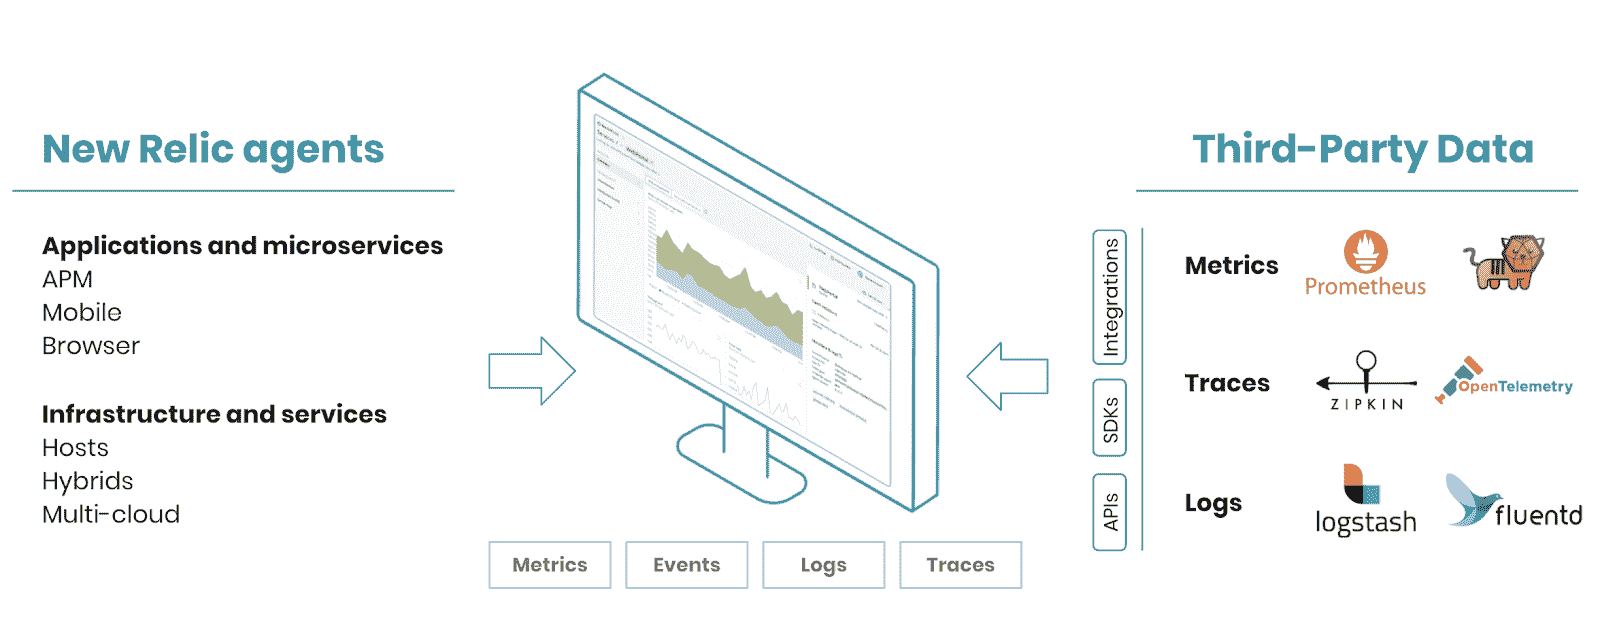 New Relic agents
Applications and microservices
APM
Mobile
Browser
Infrastructure and services
Hosts
Hybrids
Multi-cloud
Metrics
Events
Logs
Traces
Third-Party Data
Integrations
SDKs
APIs
Metrics
Prometheus
Traces
ZIPKIN
OpenTelemetry
Logs
logstash
fluentd